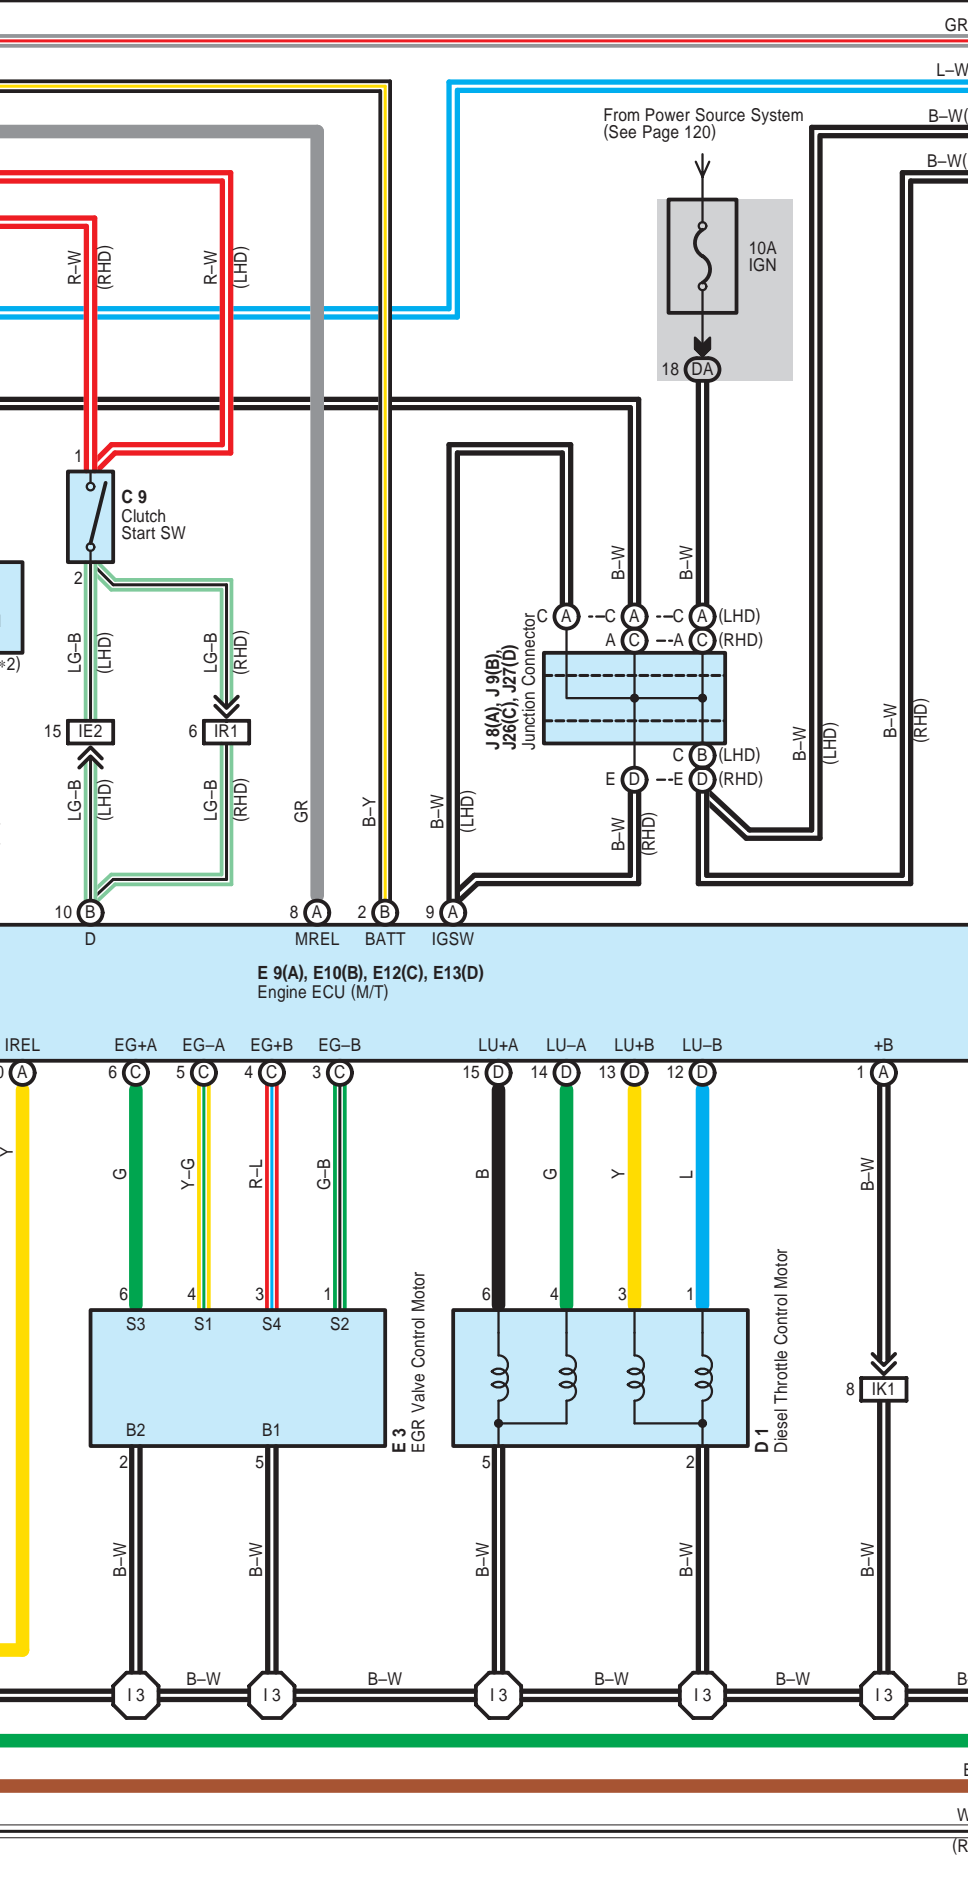 GR
L–W
From Power Source System
(See Page 120)
B–W(
B–W(
R–W
(RHD)
R–W
(LHD)
10A
IGN
18 DA
1
C 9
Clutch
Start SW
2
∗2)
B–W
B–W
C A --C A --C A (LHD)
A C --A C (RHD)
LG–B
(LHD)
LG–B
(RHD)
J 8(A), J 9(B),
J26(C), J27(D)
Junction Connector
15 IE2
6 IR1
C B (LHD)
E D --E D (RHD)
B–W
(LHD)
B–W
(RHD)
LG–B
(LHD)
LG–B
(RHD)
GR
B–Y
B–W
(LHD)
B–W
(RHD)
10 B
8 A
2 B
9 A
D
MREL
BATT
IGSW
E 9(A), E10(B), E12(C), E13(D)
Engine ECU (M/T)
IREL
EG+A
EG–A
EG+B
EG–B
LU+A
LU–A
LU+B
LU–B
+B
A
6 C
5 C
4 C
3 C
15 D
14 D
13 D
12 D
1 A
Y
G
Y–G
R–L
G–B
B
G
Y
L
B–W
6
4
3
1
6
4
3
1
S3
S1
S4
S2
B2
B1
E 3
EGR Valve Control Motor
D 1
Diesel Throttle Control Motor
8 IK1
2
5
5
2
B–W
B–W
B–W
B–W
B–W
B–W
B–W
B–W
B–W
I 3
I 3
I 3
I 3
I 3
W
(R